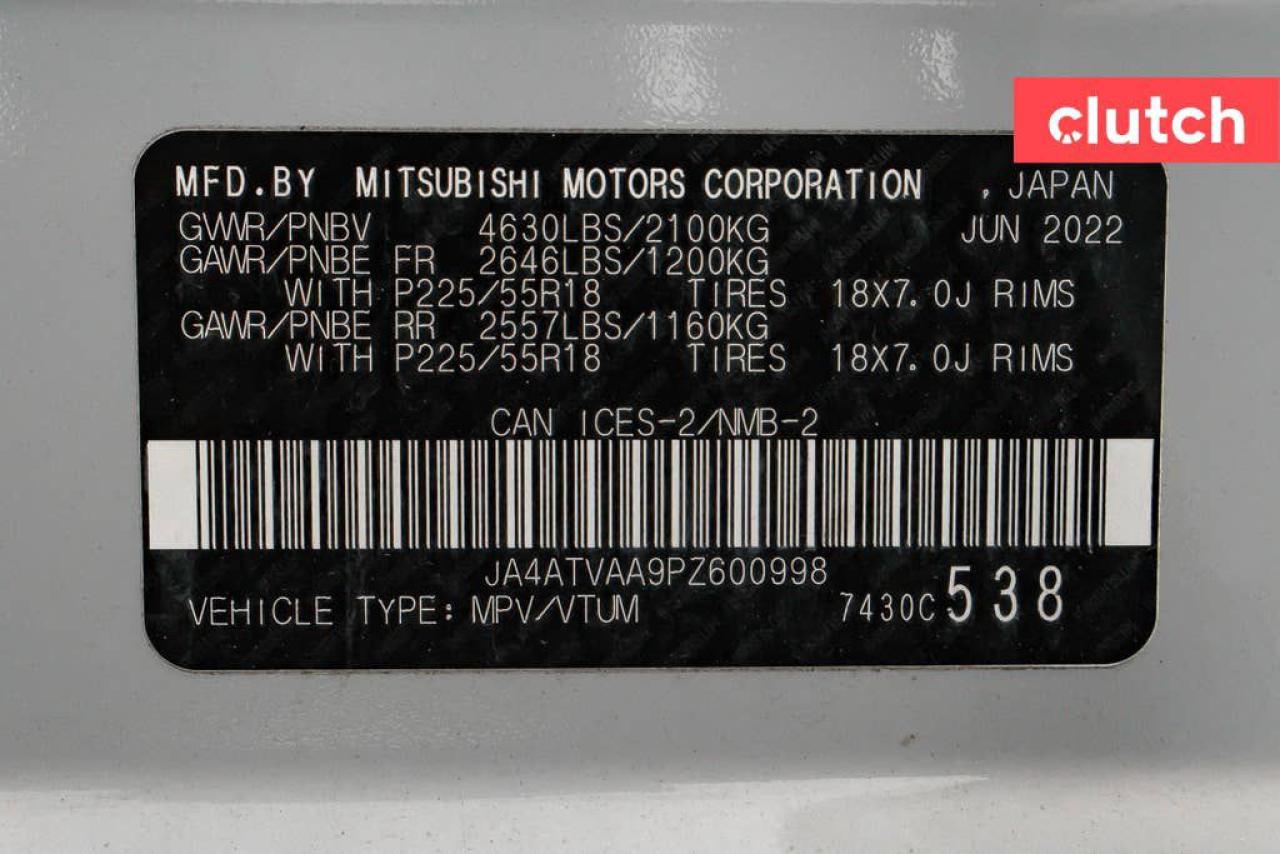 clutch
MFD.BY MITSUBISHI MOTORS CORPORATION , JAPAN
GVWR/PNBV 4630LBS/2100KG JUN 2022
GAWR/PNBE FR 2646LBS/1200KG
WITH P225/55R18 TIRES 18X7.0J RIMS
GAWR/PNBE RR 2557LBS/1160KG
WITH P225/55R18 TIRES 18X7.0J RIMS
CAN ICES-2/NMB-2
JA4ATVAA9PZ600998
VEHICLE TYPE: MPV/VTUM 7430C 538